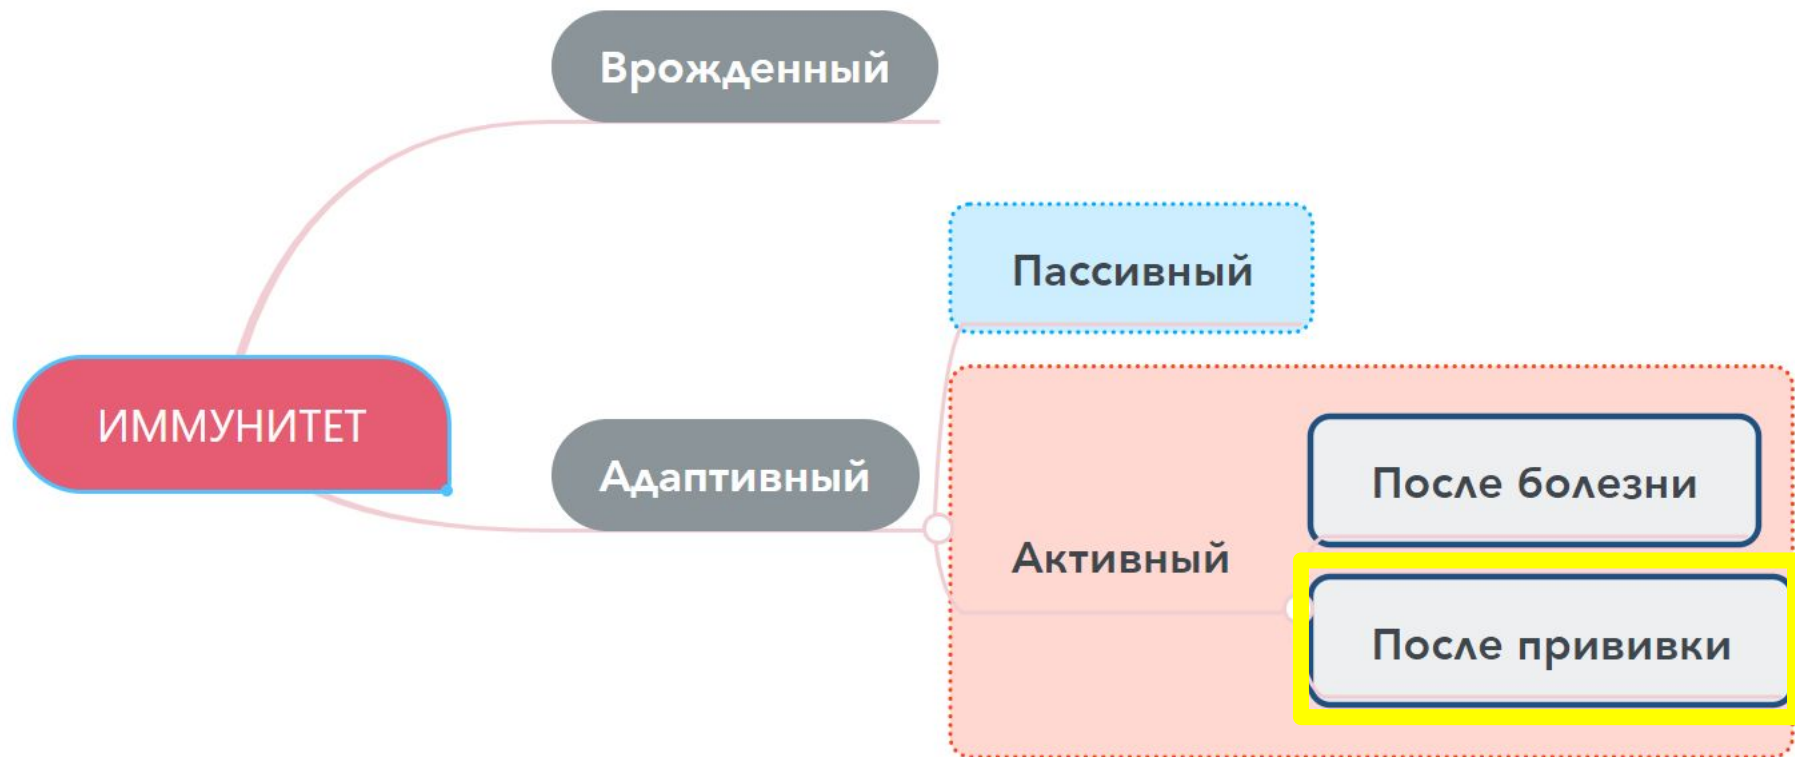 Врожденный
Пассивный
ИММУНИТЕТ
Адаптивный
Активный
После болезни
После прививки